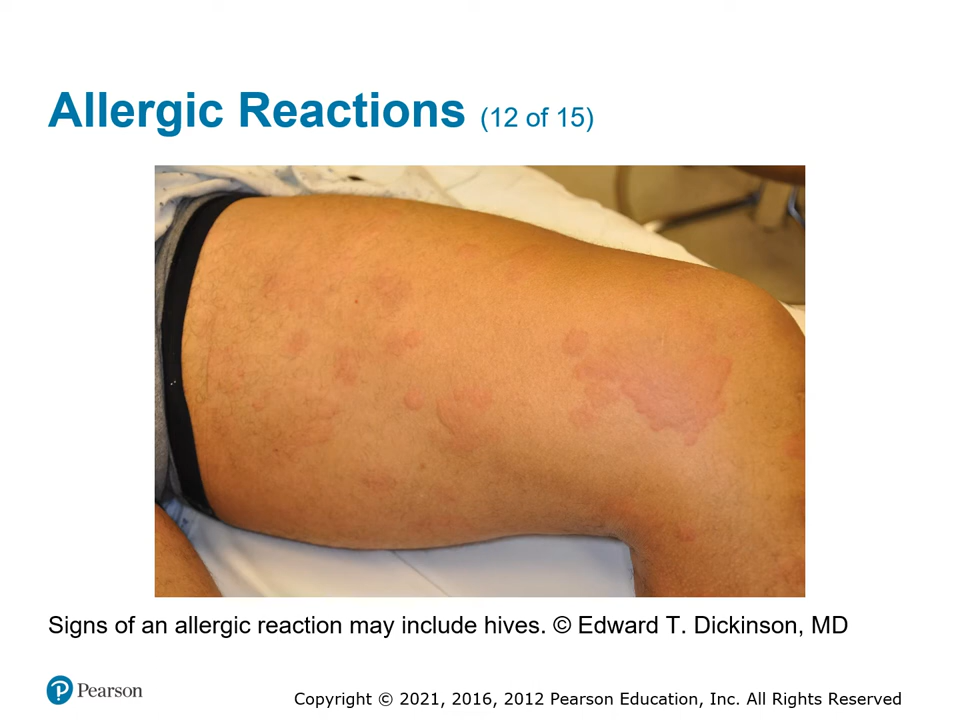 Allergic Reactions (12 of 15)
Signs of an allergic reaction may include hives. © Edward T. Dickinson, MD
Pearson
Copyright © 2021, 2016, 2012 Pearson Education, Inc. All Rights Reserved